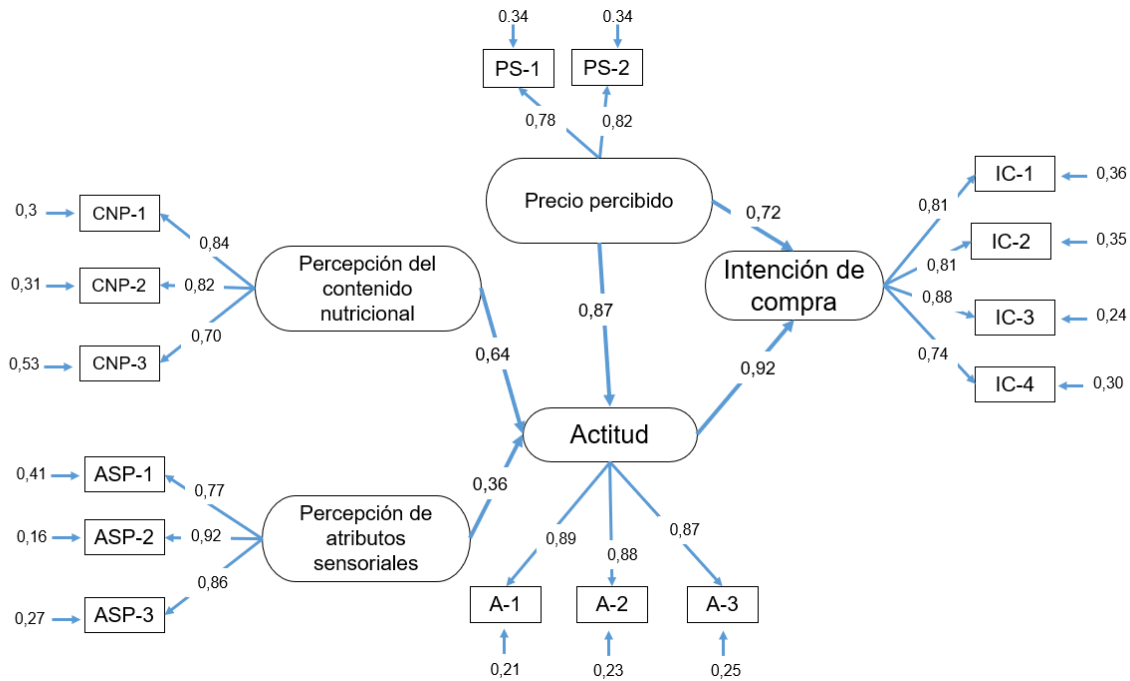 0.34
0.34
PS-1
PS-2
0,78
0,82
Precio percibido
0,72
0,87
0,3
CNP-1
0,84
0,31
CNP-2
0,82
0,53
CNP-3
0,70
Percepción del
contenido
nutricional
0,64
Intención de
compra
0,92
0,81
IC-1
0,36
0,81
IC-2
0,35
0,88
IC-3
0,24
0,74
IC-4
0,30
Actitud
0,41
ASP-1
0,77
0,16
ASP-2
0,92
0,27
ASP-3
0,86
Percepción de
atributos
sensoriales
0,36
0,89
0,88
0,87
A-1
A-2
A-3
0,21
0,23
0,25